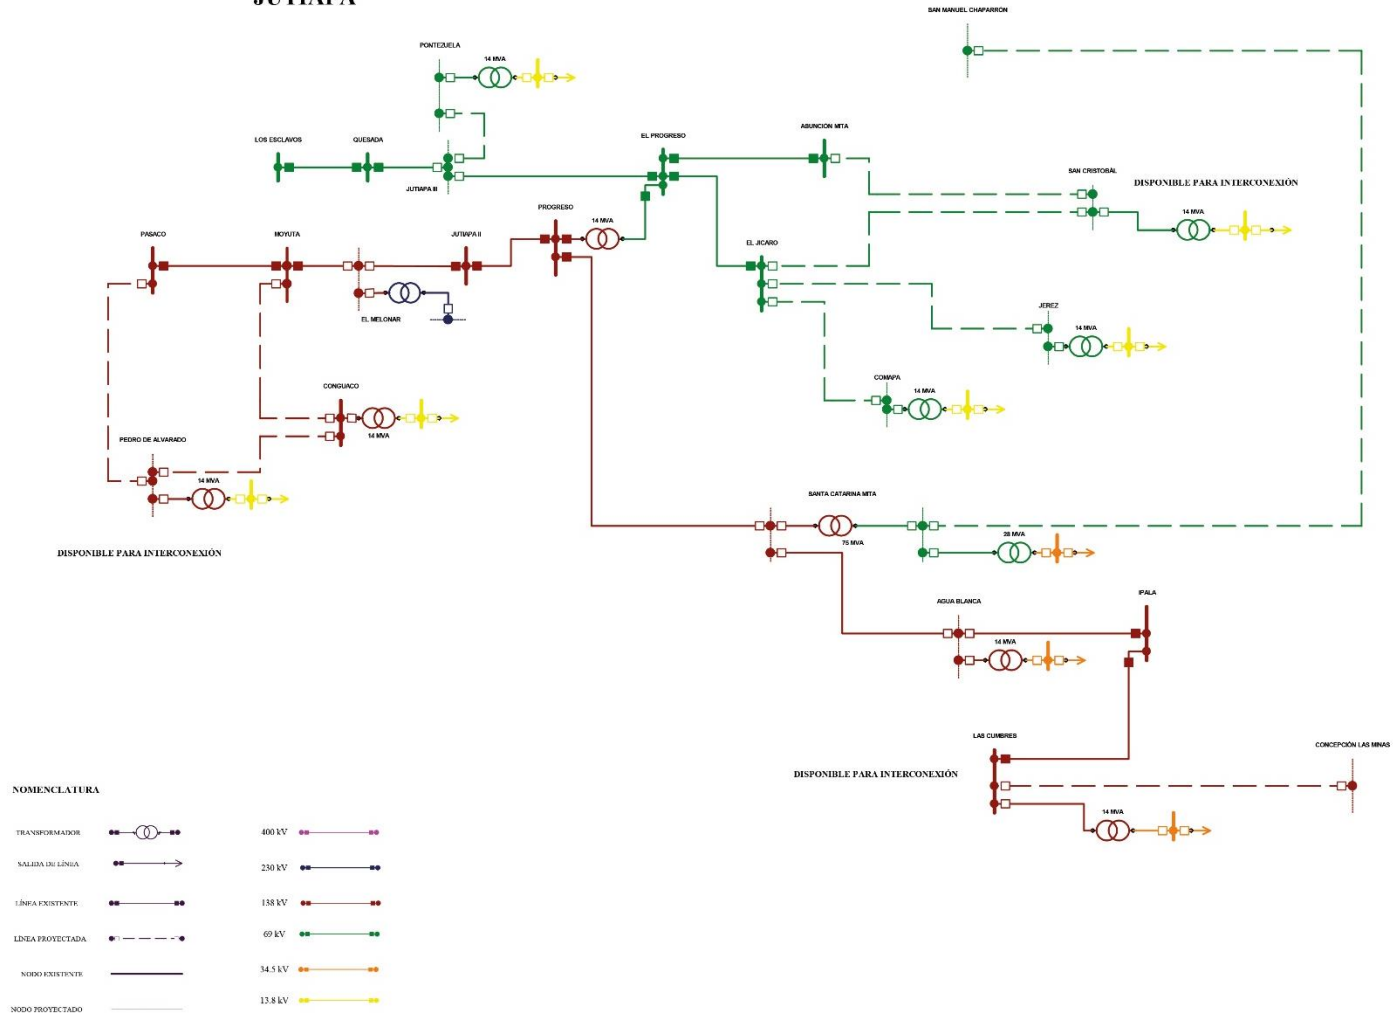 JUTIAPA
SAN MANUEL CHAPARRÓN
PONTEZUELA
14 MVA
LOS ESCLAVOS
QUESADA
EL PROGRESO
ABUNCION MITA
SAN CRISTOBÁL
DISPONIBLE PARA INTERCONEXIÓN
JUTIAPA III
PROGRESO
14 MVA
14 MVA
PASACO
MOYUTA
JUTIAPA II
EL JICARO
EL MELONAR
JEREZ
14 MVA
CONGUACO
COMAPA
14 MVA
14 MVA
PEDRO DE ALVARADO
14 MVA
SANTA CATARINA MITA
75 MVA
28 MVA
DISPONIBLE PARA INTERCONEXIÓN
AGUA BLANCA
IPALA
14 MVA
LAS CUMBRES
CONCEPCIÓN LAS MINAS
DISPONIBLE PARA INTERCONEXIÓN
14 MVA
NOMENCLATURA
TRANSFORMADOR
400 kV
SALIDA DE LÍNEA
230 kV
LÍNEA EXISTENTE
138 kV
LÍNEA PROYECTADA
69 kV
NODO EXISTENTE
34.5 kV
NODO PROYECTADO
13.8 kV